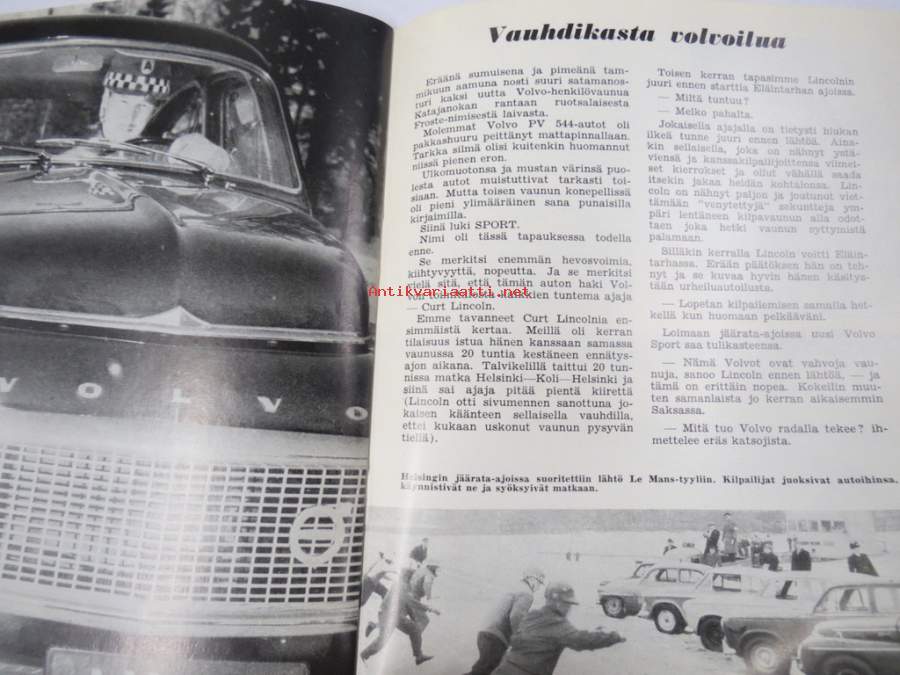 VOLVO
Vauhdikasta volvoilua
Eräänä sumuisena ja pimeänä tam-
mikuun aamuna nosti suuri satamanos-
turi kaksi uutta Volvo-henkilövaunua
Katajanokan rantaan ruotsalaisesta
Froste-nimisestä laivasta.
Molemmat Volvo PV 544-autot oli
pakkashuuru peittänyt mattapinnallaan.
Tarkka silmä olisi kuitenkin huomannut
niissä pienen eron.
Ulkomuotonsa ja mustan värinsä puo-
lesta autot muistuttivat tarkasti toi-
siaan. Mutta toisen vaunun konepellissä
oli pieni ylimääräinen sana punaisilla
kirjaimilla.
Siinä luki SPORT.
Nimi oli tässä tapauksessa todella
enne.
Se merkitsi enemmän hevosvoimia,
kiihtyvyyttä, nopeutta. Ja se merkitsi
vielä sitä, että tämän auton haki Vol-
von toimitilesta kaikkien tuntema ajaja
— Curt Lincoln.
Emme tavanneet Curt Lincolnia en-
simmäistä kertaa. Meillä oli kerran
tilaisuus istua hänen kanssaan samassa
vaunussa 20 tuntia kestäneen ennätys-
ajon aikana. Talvikelillä taittui 20 tun-
nissa matka Helsinki—Koli—Helsinki ja
siinä sai ajaja pitää pientä kiirettä
(Lincoln otti sivumennen sanottuna jo-
kaisen käänteen sellaisella vauhdilla,
ettei kukaan uskonut vaunun pysyvän
tiellä).
Toisen kerran tapasimme Lincolnin
juuri ennen starttia Eläintarhan ajoissa.
— Miltä tuntuu?
— Melko pahalta.
Jokaisella ajajalla on tietysti hiukan
ilkeä tunne juuri ennen lähtöä. Aina-
kin sellaisella, joka on nähnyt ystä-
viensä ja kanssakilpailijoittensa viimei-
set kierrokset ja ollut vähällä saada
itsekin jakaa heidän kohtalonsa. Lin-
coln on nähnyt paljon ja joutunut viet-
tämään "venytettyjä" sekuntteja ym-
päri lentäneen kilpavaunun alla odot-
taen joka hetki vaunun syttymistä
palamaan.
Silläkin kerralla Lincoln voitti Eläin-
tarhassa. Erään päätöksen hän on teh-
nyt ja se kuvaa hyvin hänen käsitys-
tään urheiluautoilusta.
— Lopetan kilpailemisen samalla het-
kellä kun huomaan pelkääväni.
Loimaan jäärata-ajoissa uusi Volvo
Sport saa tulikasteensa.
— Nämä Volvot ovat vahvoja vau-
nuja, sanoo Lincoln ennen lähtöä, — ja
tämä on erittäin nopea. Kokeilin muu-
ten samanlaista jo kerran aikaisemmin
Saksassa.
— Mitä tuo Volvo radalla tekee? ih-
mettelee eräs katsojista.
Helsingin jäärata-ajoissa suoritettiin lähtö Le Mans-tyyliin. Kilpailijat juoksivat autoihinsa,
käynnistivät ne ja syöksyivät matkaan.
Antikvariaatti.net